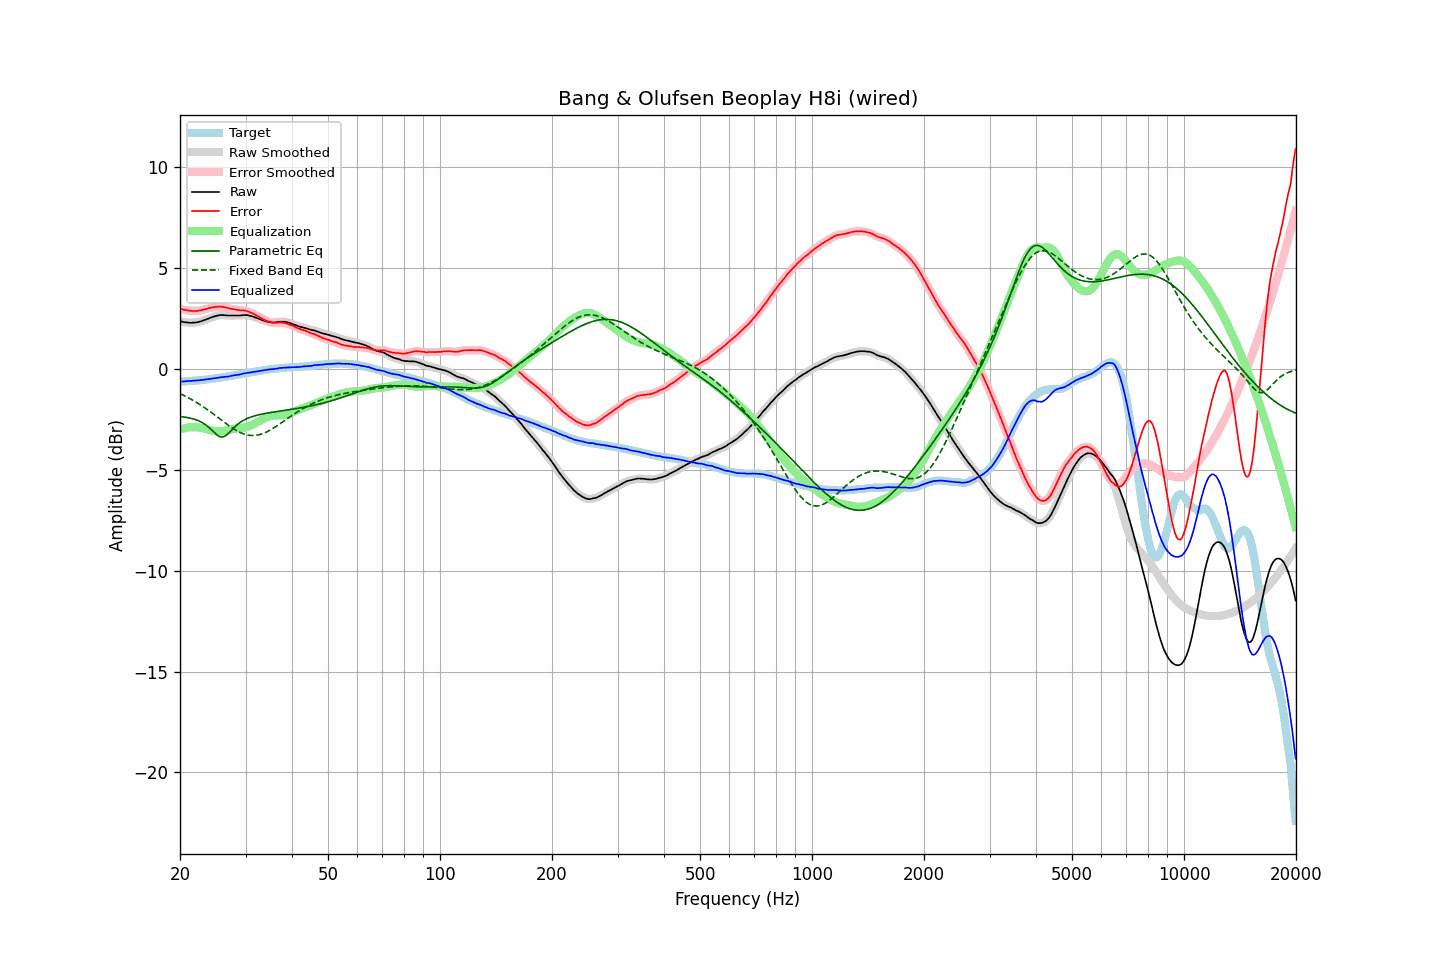 Bang & Olufsen Beoplay H8i (wired)
Target
Raw Smoothed
Error Smoothed
Raw
Error
Equalization
Parametric Eq
Fixed Band Eq
Equalized
Amplitude (dBr)
10
5
0
−5
−10
−15
−20
20 50 100 200 500 1000 2000 5000 10000 20000
Frequency (Hz)